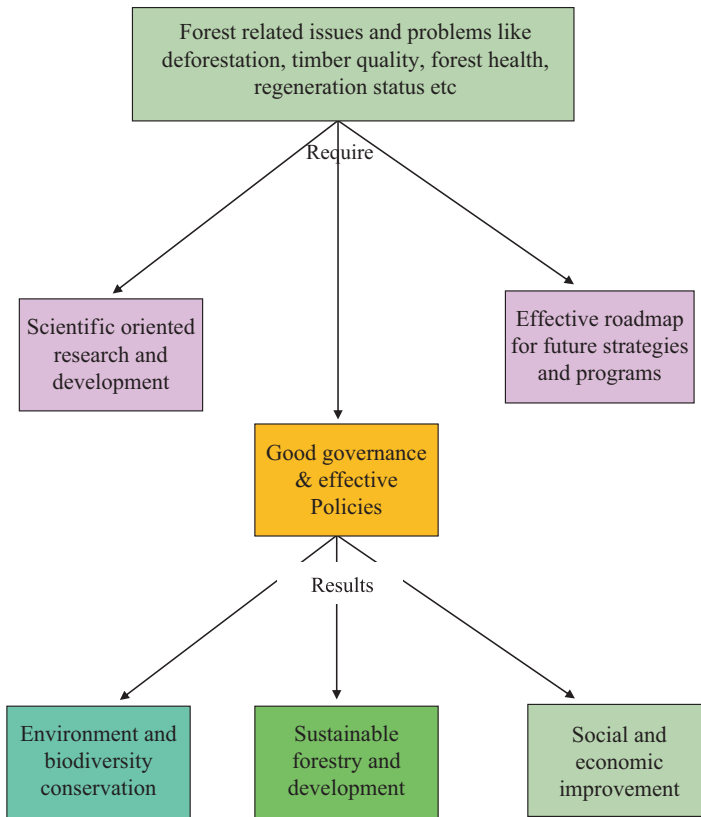 Forest related issues and problems like
deforestation, timber quality, forest health,
regeneration status etc
Require
Scientific oriented
research and
development
Effective roadmap
for future strategies
and programs
Good governance
& effective
Policies
Results
Environment and
biodiversity
conservation
Sustainable
forestry and
development
Social and
economic
improvement